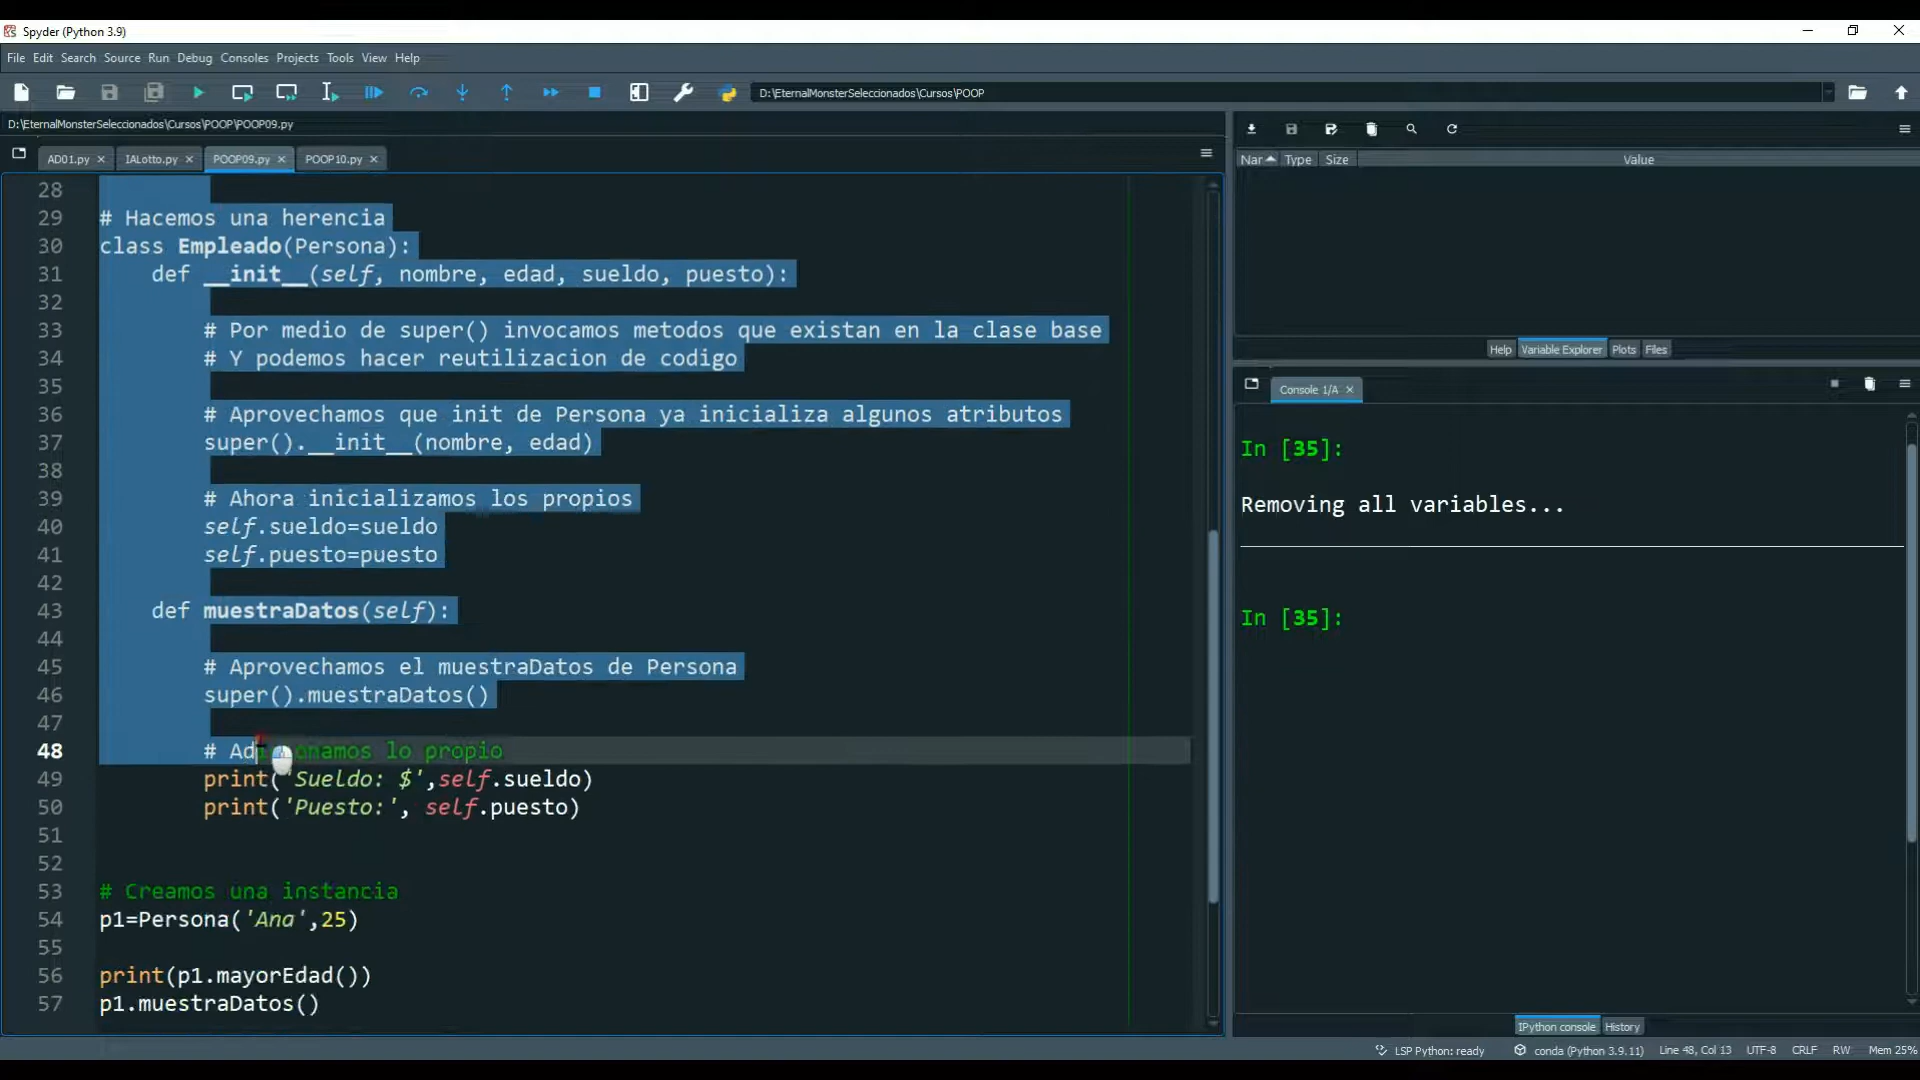 Spyder (Python 3.9)
File Edit Search Source Run Debug Consoles Projects Tools View Help
D:\EternalMonsterSeleccionados\Cursos\POOP
D:\EternalMonsterSeleccionados\Cursos\POOP\POOP09.py
AD01.py IALotto.py POOP09.py POOP10.py
28
29 # Hacemos una herencia
30 class Empleado(Persona):
31 def __init__(self, nombre, edad, sueldo, puesto):
32
33 # Por medio de super() invocamos metodos que existan en la clase base
34 # Y podemos hacer reutilizacion de codigo
35
36 # Aprovechamos que init de Persona ya inicializa algunos atributos
37 super().__init__(nombre, edad)
38
39 # Ahora inicializamos los propios
40 self.sueldo=sueldo
41 self.puesto=puesto
42
43 def muestraDatos(self):
44
45 # Aprovechamos el muestraDatos de Persona
46 super().muestraDatos()
47
48 # Adicionamos lo propio
49 print('Sueldo: $',self.sueldo)
50 print('Puesto:', self.puesto)
51
52
53 # Creamos una instancia
54 p1=Persona('Ana',25)
55
56 print(p1.mayorEdad())
57 p1.muestraDatos()
Nar Type Size Value
Help Variable Explorer Plots Files
Console 1/A
In [35]:
Removing all variables...
In [35]:
IPython console History
LSP Python: ready conda (Python 3.9.11) Line 48, Col 13 UTF-8 CRLF RW Mem 25%